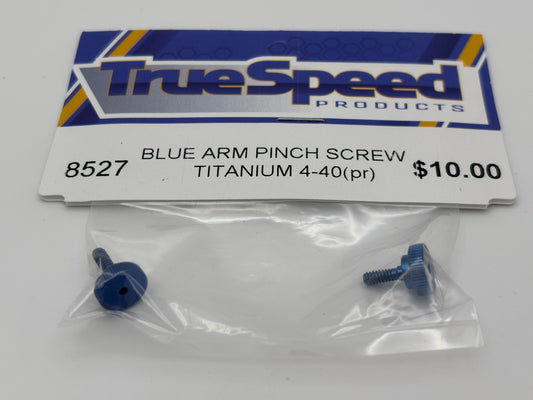 TrueSpeed
PRODUCTS
8527 BLUE ARM PINCH SCREW TITANIUM 4-40(pr) $10.00